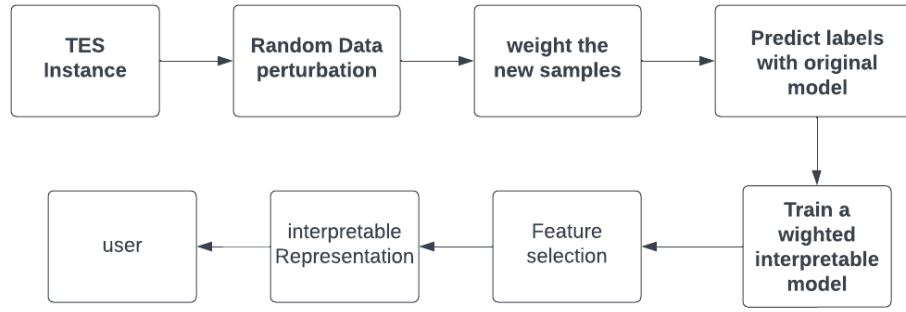 TES
Instance
Random Data
perturbation
weight the
new samples
Predict labels
with original
model
user
interpretable
Representation
Feature
selection
Train a
wighted
interpretable
model